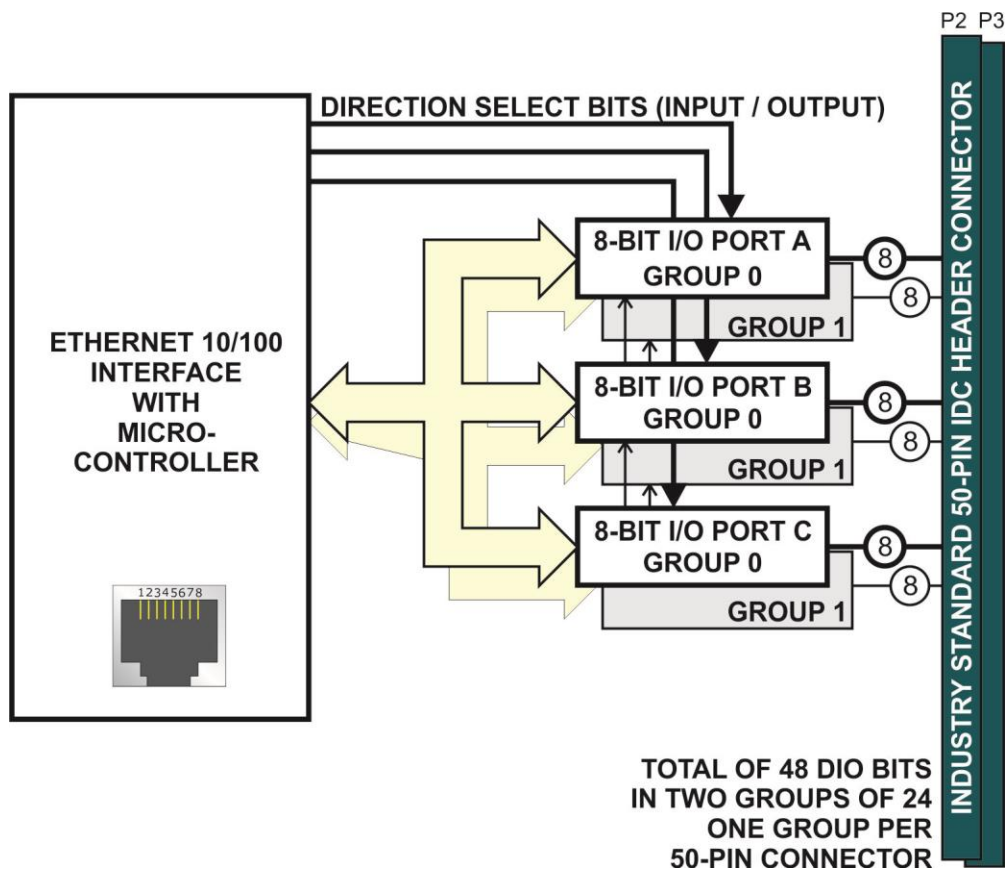 P2 P3
DIRECTION SELECT BITS (INPUT / OUTPUT)
ETHERNET 10/100
INTERFACE
WITH
MICRO-
CONTROLLER
12345678
8-BIT I/O PORT A
GROUP 0
GROUP 1
8
8
8-BIT I/O PORT B
GROUP 0
GROUP 1
8
8
8-BIT I/O PORT C
GROUP 0
GROUP 1
8
8
INDUSTRY STANDARD 50-PIN IDC HEADER CONNECTOR
TOTAL OF 48 DIO BITS
IN TWO GROUPS OF 24
ONE GROUP PER
50-PIN CONNECTOR